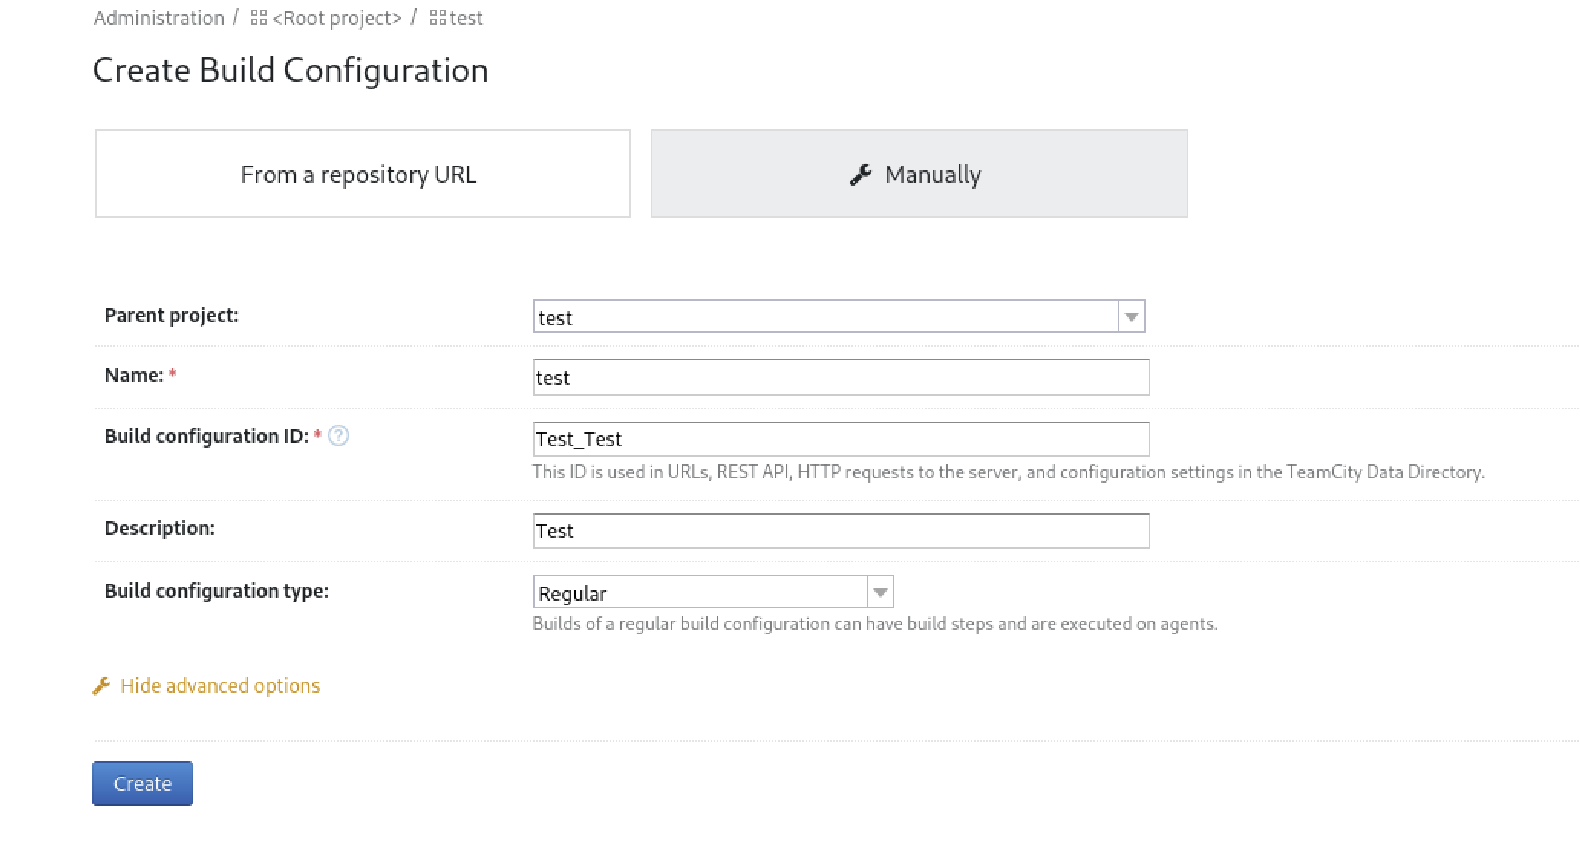 Administration / <Root project> / test
Create Build Configuration
From a repository URL
Manually
Parent project: test
Name: * test
Build configuration ID: * ? Test_Test
This ID is used in URLs, REST API, HTTP requests to the server, and configuration settings in the TeamCity Data Directory.
Description: Test
Build configuration type: Regular
Builds of a regular build configuration can have build steps and are executed on agents.
Hide advanced options
Create